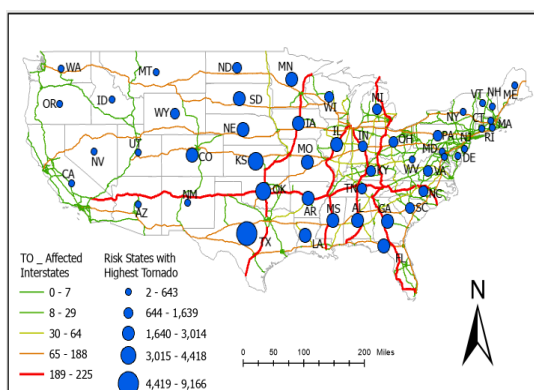 WA
MT
ND
MN
ME
VT
NH
OR
ID
SD
WI
MI
NY
CT
MA
WY
NE
IA
IL
IN
OH
PA
RI
NJ
MD
DE
NV
UT
CO
KS
MO
KY
WV
VA
CA
AZ
NM
OK
AR
TN
NC
SC
TX
LA
MS
AL
GA
FL
TO _ Affected
Interstates
0 - 7
8 - 29
30 - 64
65 - 188
189 - 225
Risk States with
Highest Tornado
2 - 643
644 - 1,639
1,640 - 3,014
3,015 - 4,418
4,419 - 9,166
0 50 100 200 Miles
N